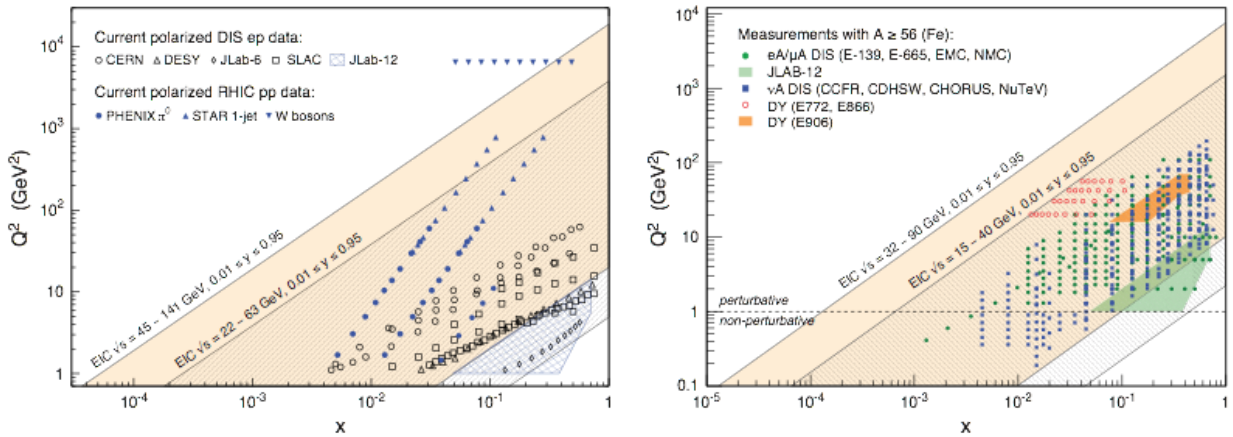 Current polarized DIS ep data:
○ CERN △ DESY ◊ JLab-6 □ SLAC JLab-12
Current polarized RHIC pp data:
● PHENIX π⁰ ▲ STAR 1-jet ▼ W bosons
EIC √s = 45 – 141 GeV, 0.01 ≤ y ≤ 0.95
EIC √s = 22 – 63 GeV, 0.01 ≤ y ≤ 0.95
Q² (GeV²)
10⁴
10³
10²
10
1
10⁻⁴
10⁻³
10⁻²
10⁻¹
1
x
Measurements with A ≥ 56 (Fe):
eA/μA DIS (E-139, E-665, EMC, NMC)
JLAB-12
νA DIS (CCFR, CDHSW, CHORUS, NuTeV)
DY (E772, E866)
DY (E906)
EIC √s = 32 – 90 GeV, 0.01 ≤ y ≤ 0.95
EIC √s = 15 – 40 GeV, 0.01 ≤ y ≤ 0.95
perturbative
non-perturbative
Q² (GeV²)
10⁴
10³
10²
10
1
0.1
10⁻⁵
10⁻⁴
10⁻³
10⁻²
10⁻¹
1
x